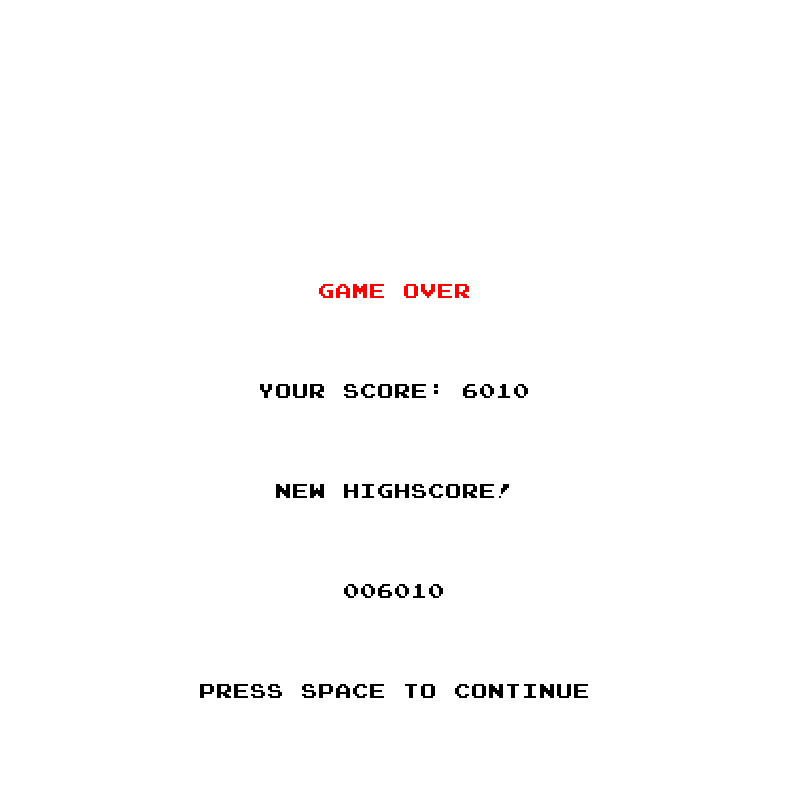 GAME OVER
YOUR SCORE: 6010
NEW HIGHSCORE!
006010
PRESS SPACE TO CONTINUE